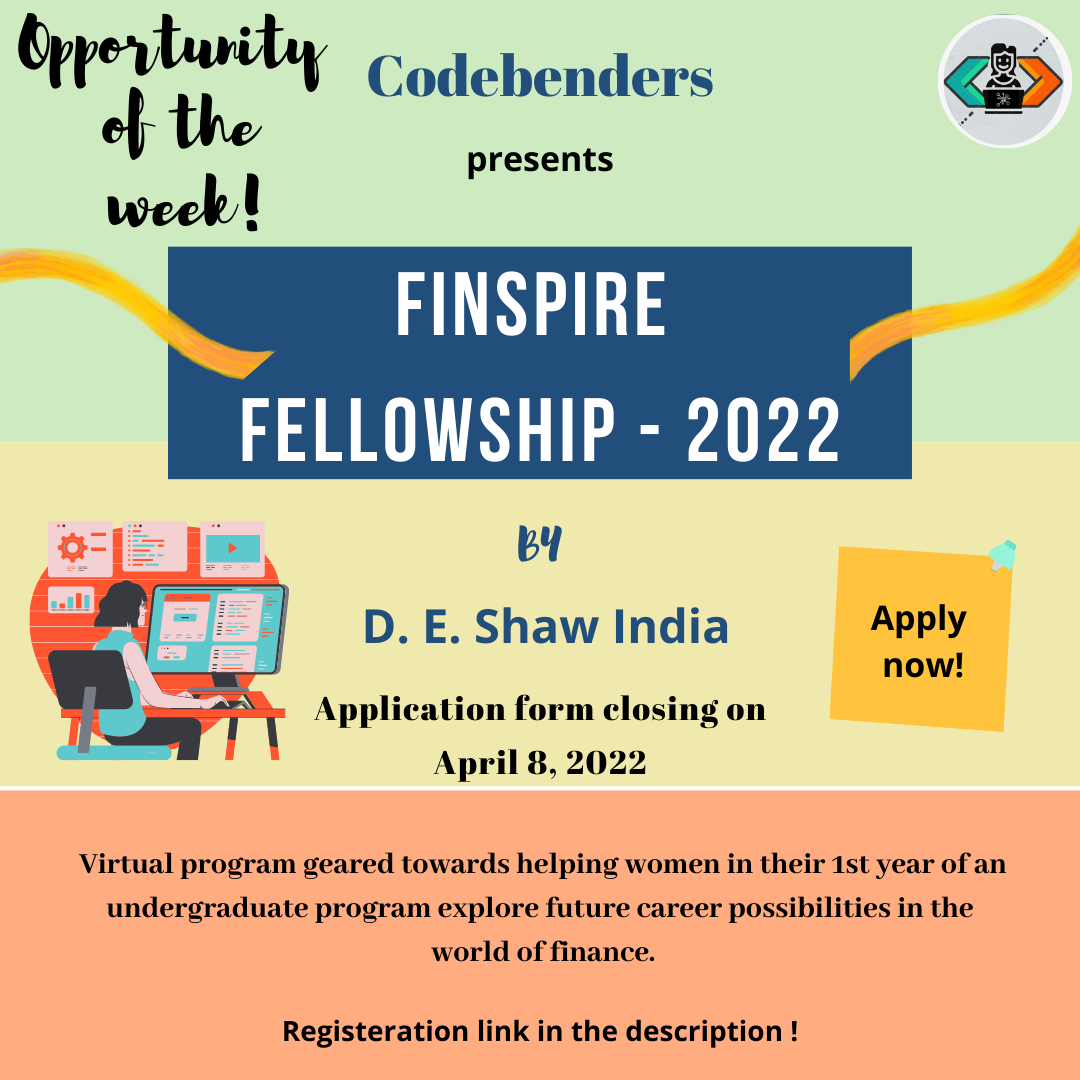 Opportunity
of the
week!
Codebenders
presents
FINSPIRE
FELLOWSHIP - 2022
BY
D. E. Shaw India
Application form closing on
April 8, 2022
Apply
now!
Virtual program geared towards helping women in their 1st year of an
undergraduate program explore future career possibilities in the
world of finance.
Registeration link in the description !